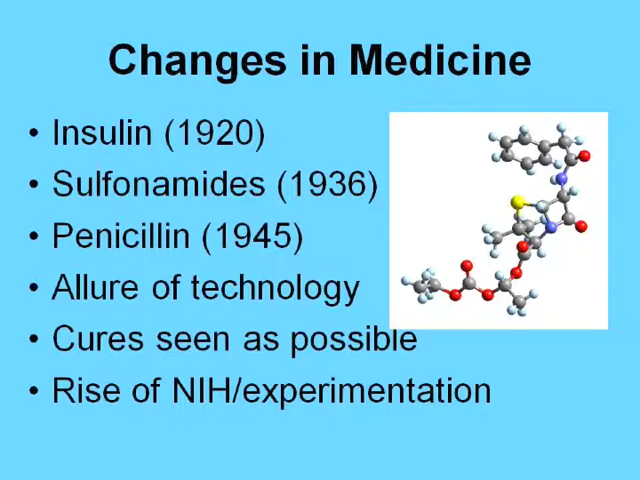 Changes in Medicine
• Insulin (1920)
• Sulfonamides (1936)
• Penicillin (1945)
• Allure of technology
• Cures seen as possible
• Rise of NIH/experimentation